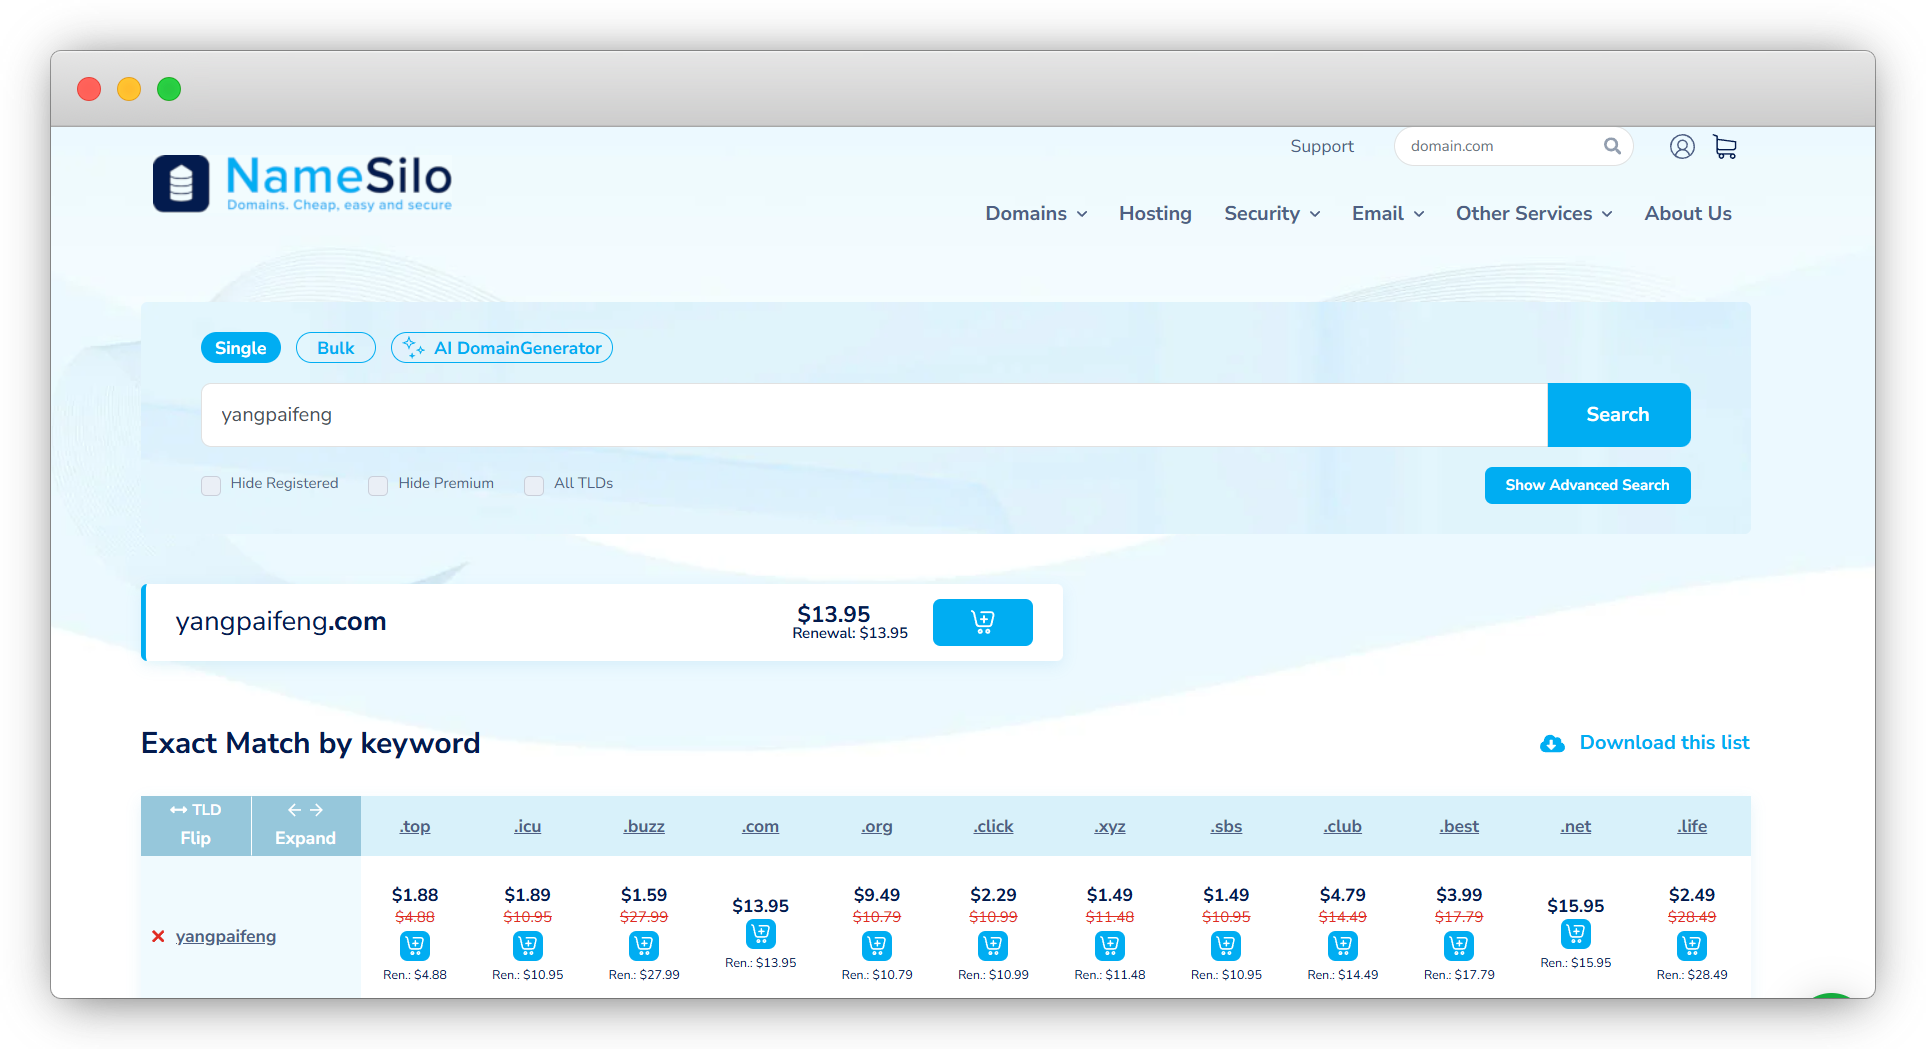 Support
domain.com
NameSilo
Domains. Cheap, easy and secure
Domains Hosting Security Email Other Services About Us
Single Bulk AI DomainGenerator
yangpaifeng Search
Hide Registered Hide Premium All TLDs Show Advanced Search
yangpaifeng.com $13.95
Renewal: $13.95
Exact Match by keyword Download this list
TLD
Flip
Expand
.top .icu .buzz .com .org .click .xyz .sbs .club .best .net .life
yangpaifeng
$1.88 $1.89 $1.59 $13.95 $9.49 $2.29 $1.49 $1.49 $4.79 $3.99 $15.95 $2.49
$4.88 $10.95 $27.99 $10.79 $10.99 $11.48 $10.95 $14.49 $17.79 $28.49
Ren.: $4.88 Ren.: $10.95 Ren.: $27.99 Ren.: $13.95 Ren.: $10.79 Ren.: $10.99 Ren.: $11.48 Ren.: $10.95 Ren.: $14.49 Ren.: $17.79 Ren.: $15.95 Ren.: $28.49